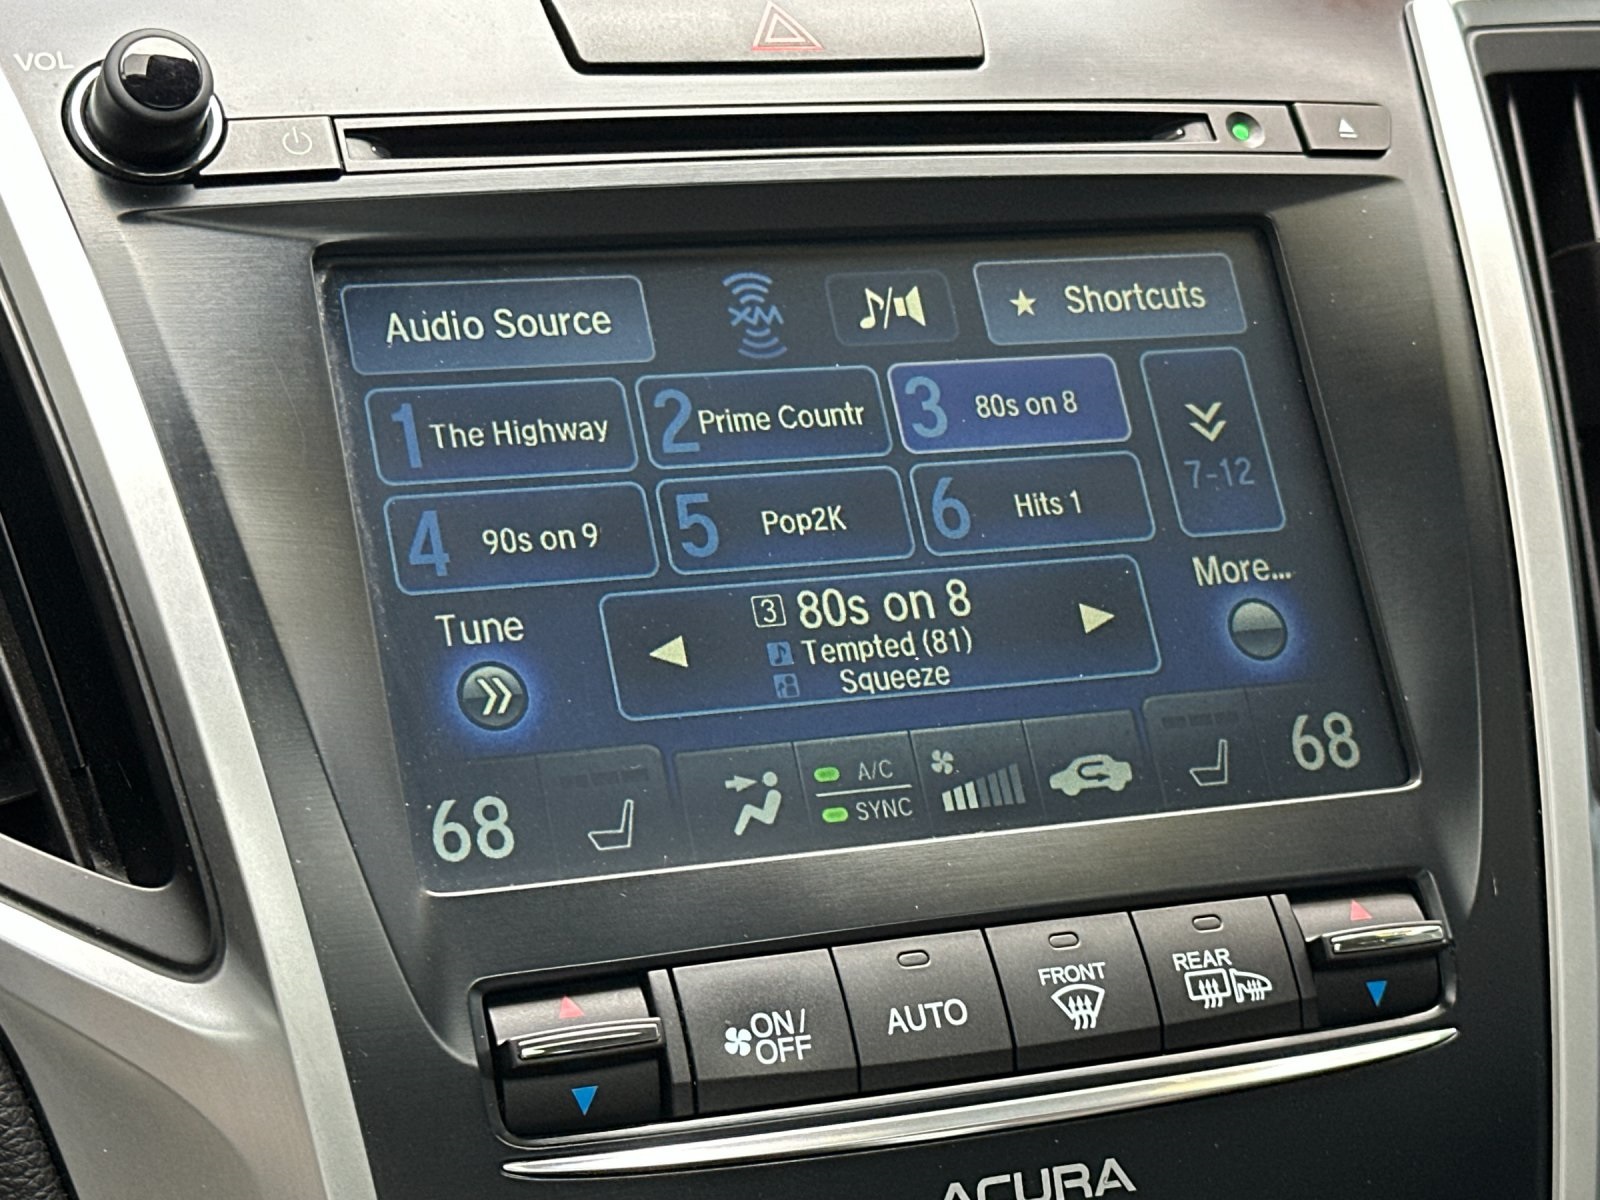 VOL
Audio Source
XM
★ Shortcuts
1 The Highway
2 Prime Countr
3 80s on 8
4 90s on 9
5 Pop2K
6 Hits 1
7-12
Tune
3 80s on 8
Tempted (81)
Squeeze
More...
68
A/C
SYNC
68
ON/
OFF
AUTO
FRONT
REAR
ACURA